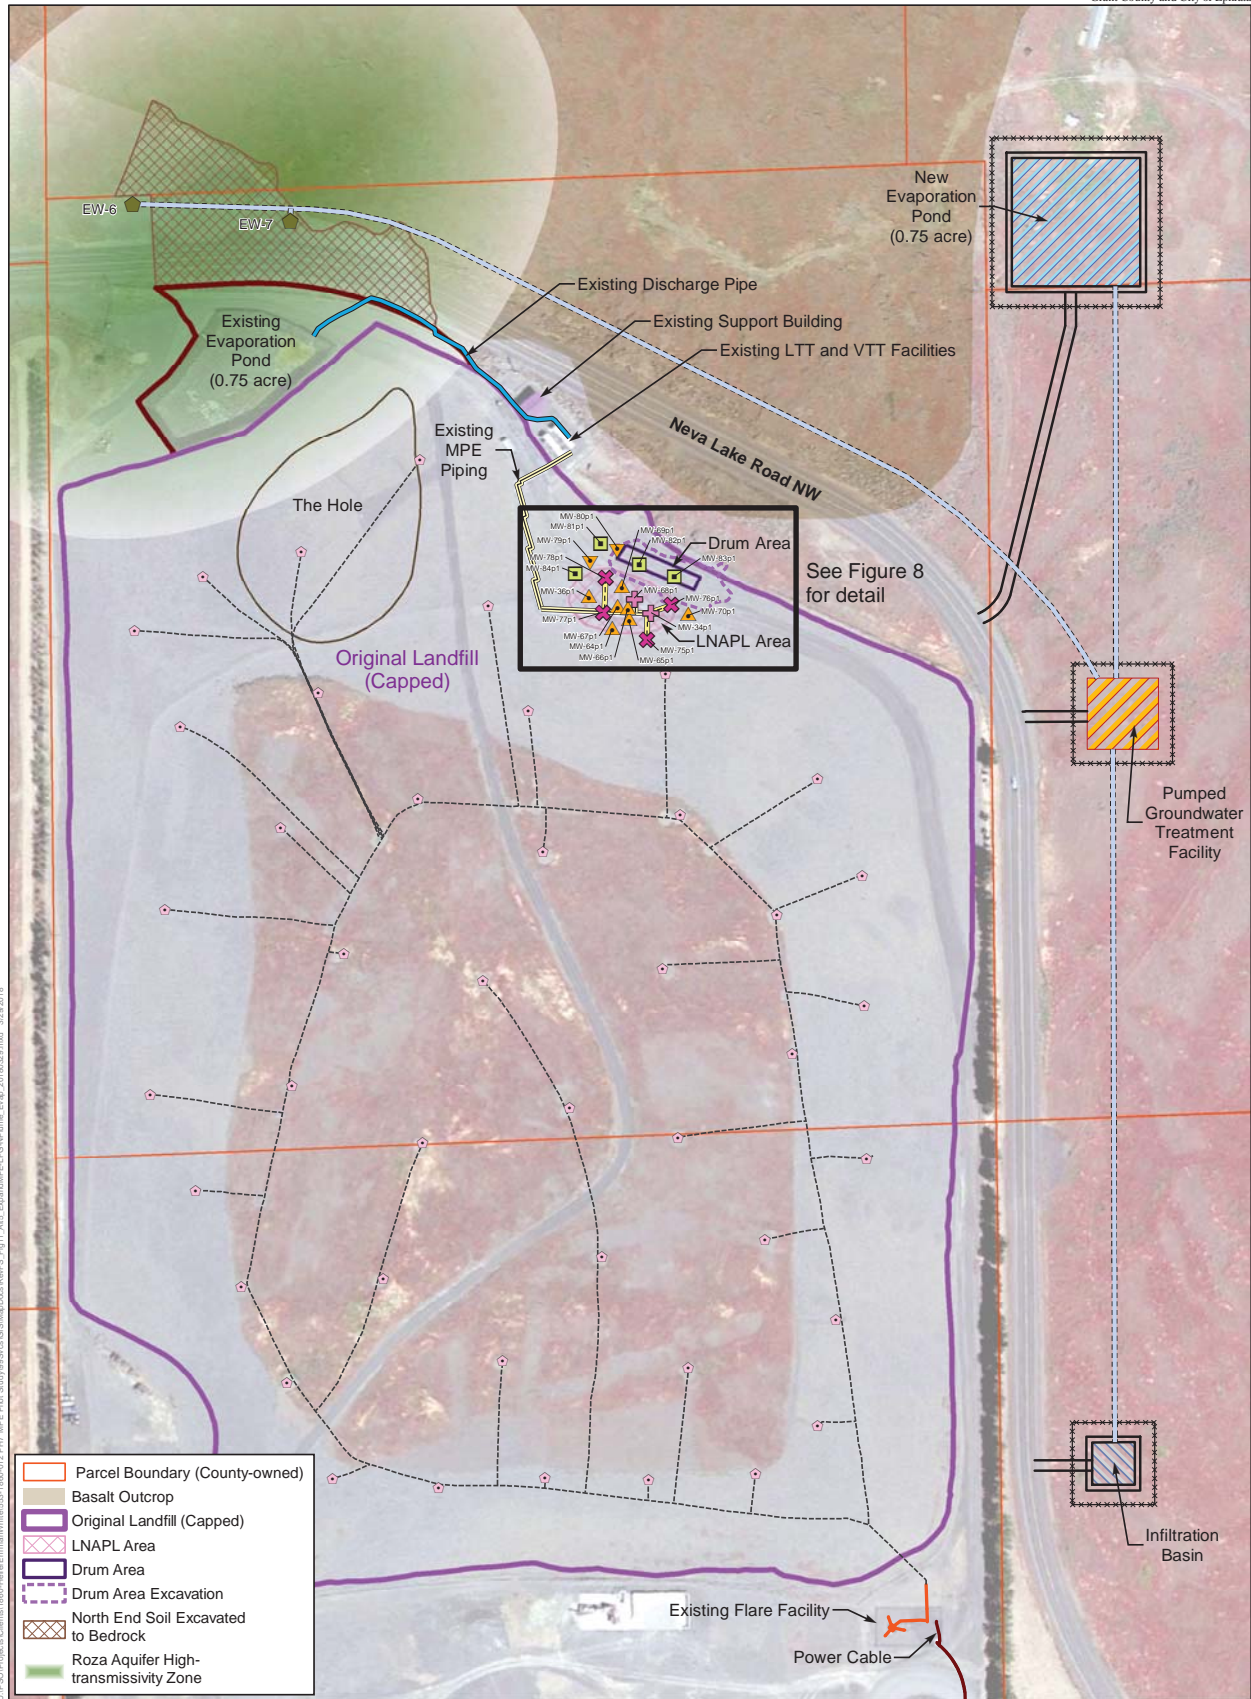 Grant County and City of Ephrata
New
Evaporation
Pond
(0.75 acre)
EW-6
EW-7
Existing Discharge Pipe
Existing
Evaporation
Pond
(0.75 acre)
Existing Support Building
Existing LTT and VTT Facilities
Existing
MPE
Piping
Neva Lake Road NW
The Hole
MW-80p1
MW-81p1
MW-69p1
MW-79p1
MW-82p1
Drum Area
MW-78p1
MW-83p1
MW-84p1
MW-36p1
MW-68p1
MW-76p1
MW-70p1
MW-77p1
MW-34p1
MW-67p1
LNAPL Area
MW-64p1
MW-75p1
MW-66p1
MW-65p1
See Figure 8
for detail
Original Landfill
(Capped)
Pumped
Groundwater
Treatment
Facility
Infiltration
Basin
Existing Flare Facility
Power Cable
Parcel Boundary (County-owned)
Basalt Outcrop
Original Landfill (Capped)
LNAPL Area
Drum Area
Drum Area Excavation
North End Soil Excavated
to Bedrock
Roza Aquifer High-
transmissivity Zone